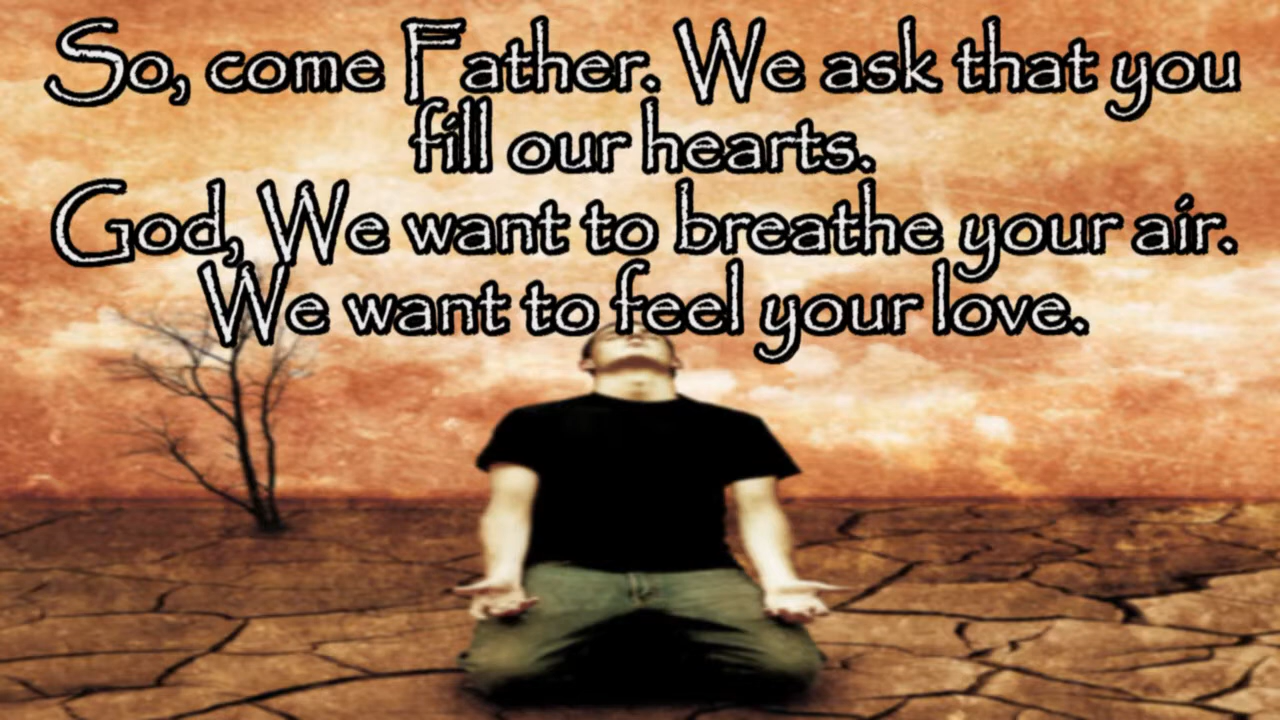 So, come Father. We ask that you
fill our hearts.
God, We want to breathe your air.
We want to feel your love.